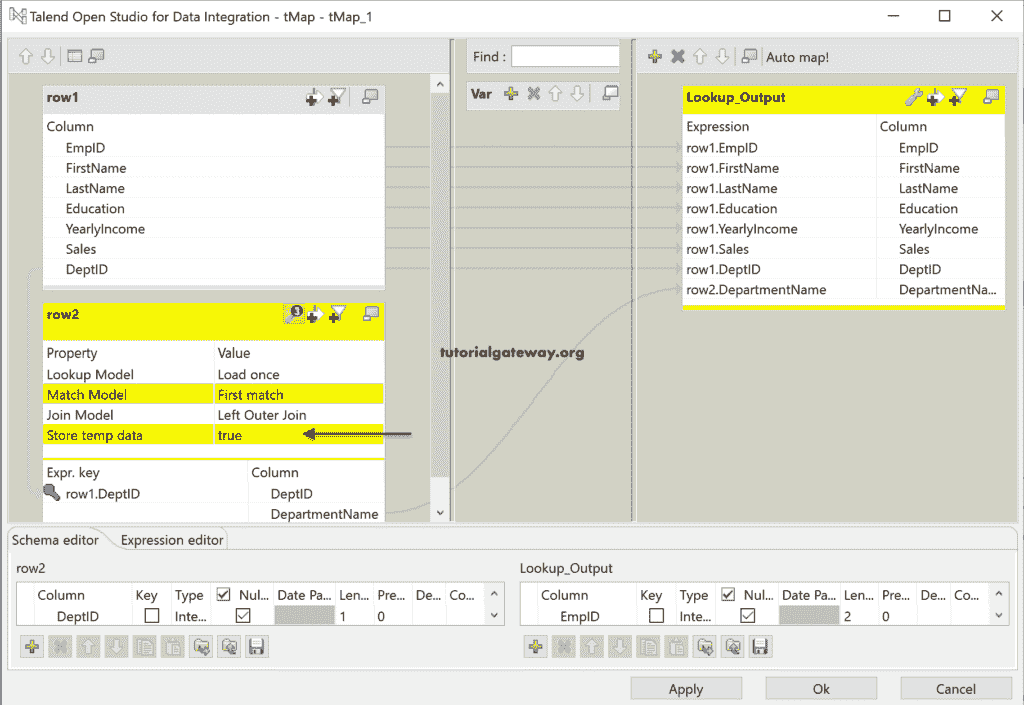 Talend Open Studio for Data Integration - tMap - tMap_1
row1
Column
EmpID
FirstName
LastName
Education
YearlyIncome
Sales
DeptID
row2
3
Property Value
Lookup Model Load once
Match Model First match
Join Model Left Outer Join
Store temp data true
Expr. key Column
row1.DeptID DeptID
DepartmentName
Find :
Var
tutorialgateway.org
Auto map!
Lookup_Output
Expression Column
row1.EmpID EmpID
row1.FirstName FirstName
row1.LastName LastName
row1.Education Education
row1.YearlyIncome YearlyIncome
row1.Sales Sales
row1.DeptID DeptID
row2.DepartmentName DepartmentNa...
Schema editor Expression editor
row2
Column Key Type Nul... Date Pa... Len... Pre... De... Co...
DeptID Inte... 1 0
Lookup_Output
Column Key Type Nul... Date Pa... Len... Pre... De... Co...
EmpID Inte... 2 0
Apply Ok Cancel